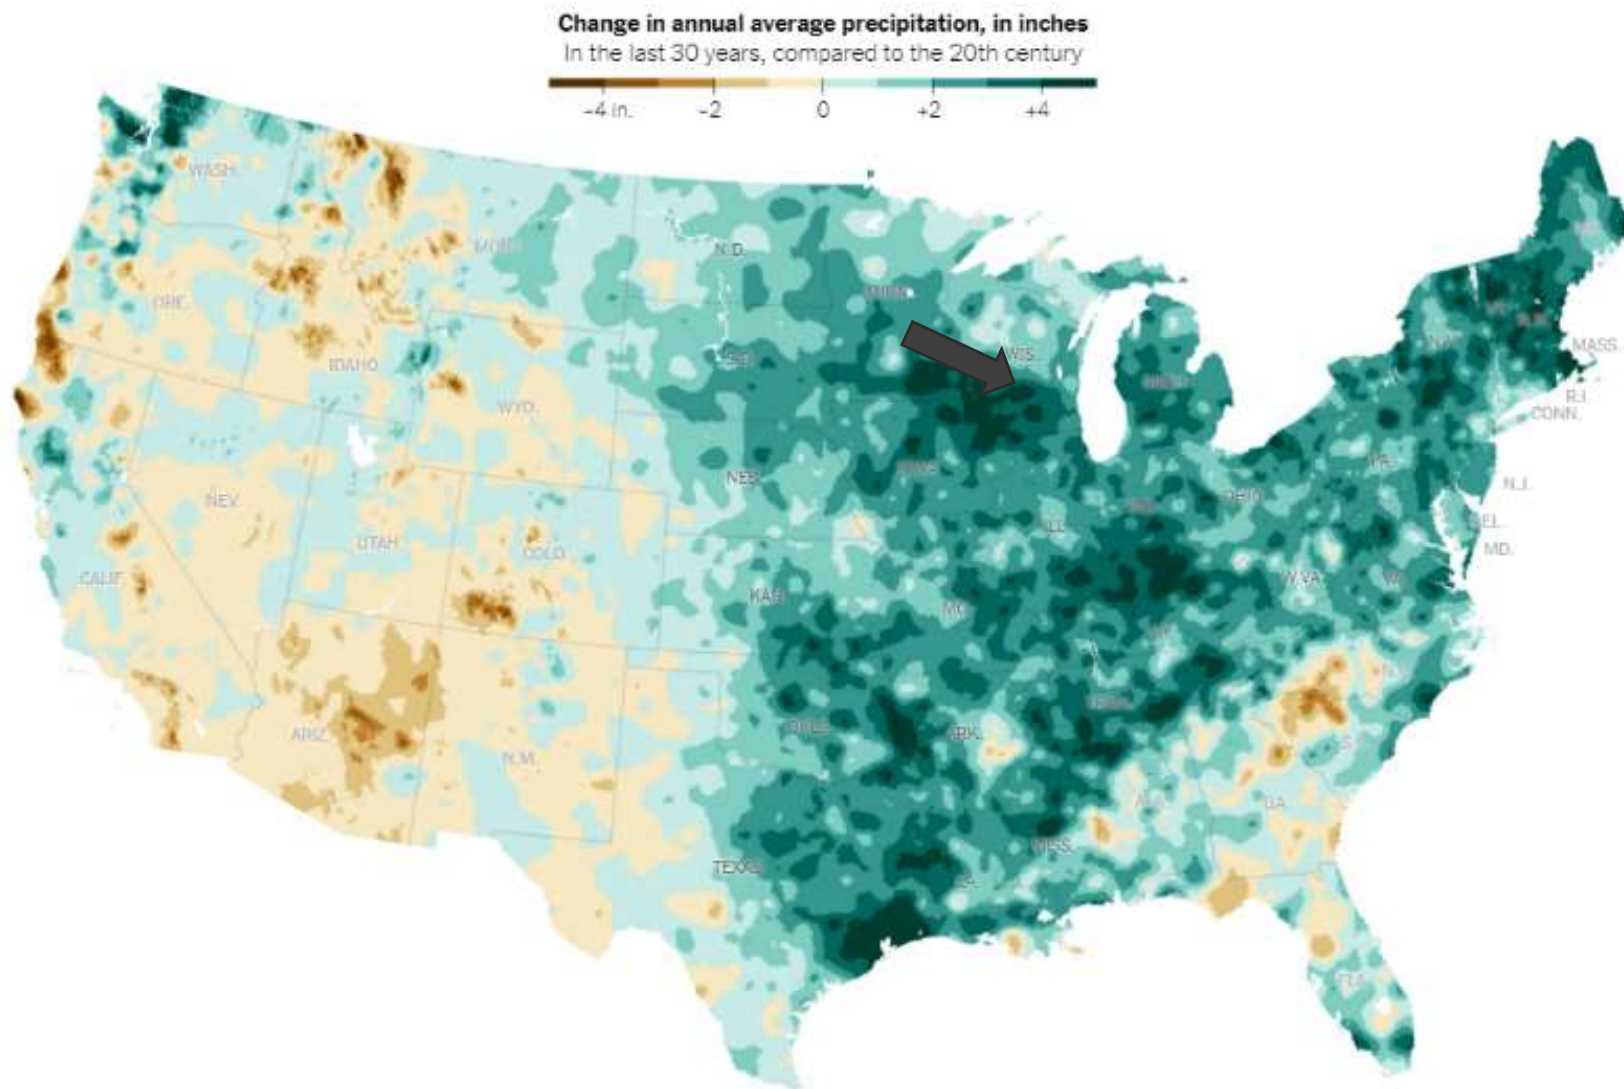 Change in annual average precipitation, in inches
In the last 30 years, compared to the 20th century
-4 in.
-2
0
+2
+4
WASH.
MONT.
N.D.
MINN.
ORE.
IDAHO
S.D.
WIS.
MICH.
N.Y.
VT.
N.H.
ME.
MASS.
R.I.
CONN.
WYO.
NEB.
IOWA
PA.
N.J.
NEV.
UTAH
COLO.
ILL.
IND.
OHIO
DEL.
MD.
CALIF.
KAN.
MO.
W.VA.
VA.
KY.
ARIZ.
N.M.
OKLA.
ARK.
TENN.
N.C.
S.C.
TEXAS
LA.
MISS.
ALA.
GA.
FLA.